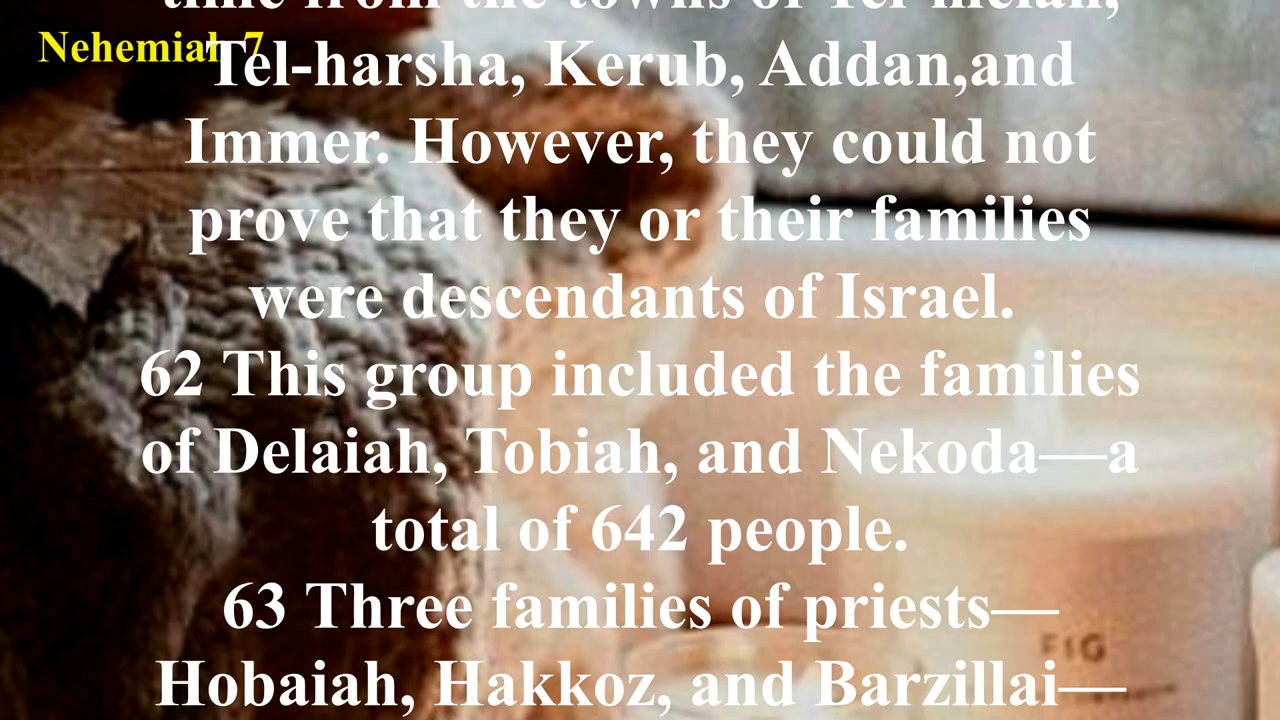 time from the towns of Tel-melah,
Nehemiah 7
Tel-harsha, Kerub, Addan,and
Immer. However, they could not
prove that they or their families
were descendants of Israel.
62 This group included the families
of Delaiah, Tobiah, and Nekoda—a
total of 642 people.
63 Three families of priests—
FIG
Hobaiah, Hakkoz, and Barzillai—